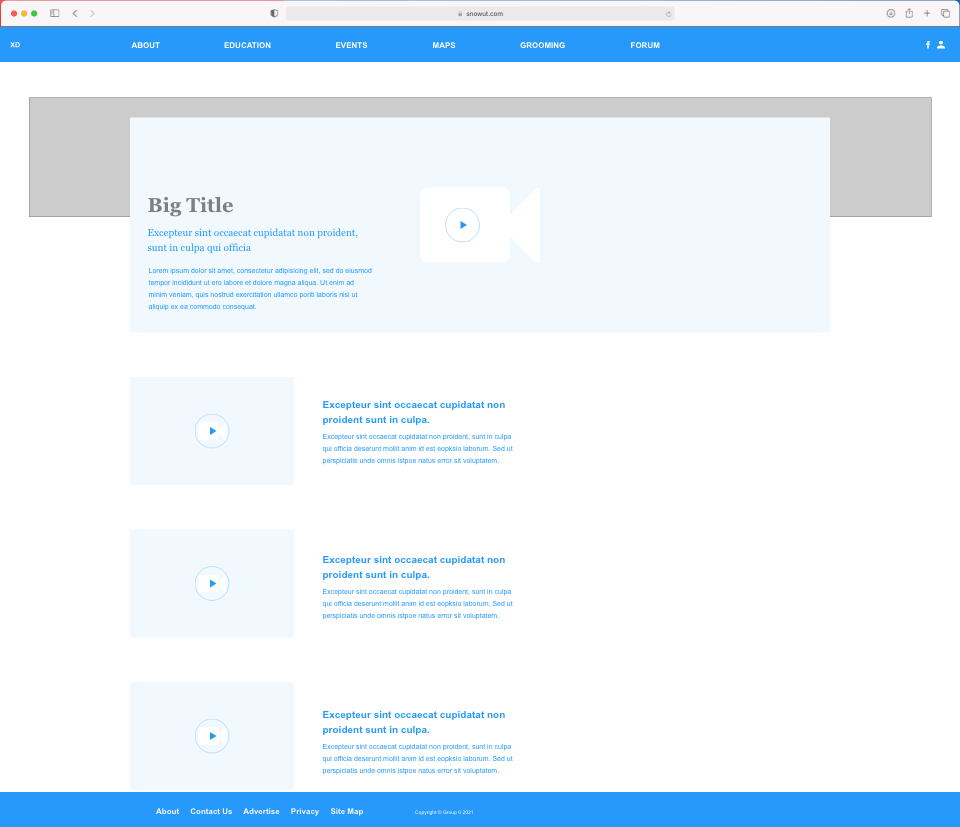 snowut.com
XD
ABOUT EDUCATION EVENTS MAPS GROOMING FORUM
Big Title
Excepteur sint occaecat cupidatat non proident,
sunt in culpa qui officia
Lorem ipsum dolor sit amet, consectetur adipisicing elit, sed do eiusmod
tempor incididunt ut ero labore et dolore magna aliqua. Ut enim ad
minim veniam, quis nostrud exercitation ullamco poriti laboris nisi ut
aliquip ex ea commodo consequat.
Excepteur sint occaecat cupidatat non
proident sunt in culpa.
Excepteur sint occaecat cupidatat non proident, sunt in culpa
qui officia deserunt mollit anim id est eopksio laborum. Sed ut
perspiciatis unde omnis istpoe natus error sit voluptatem.
Excepteur sint occaecat cupidatat non
proident sunt in culpa.
Excepteur sint occaecat cupidatat non proident, sunt in culpa
qui officia deserunt mollit anim id est eopksio laborum. Sed ut
perspiciatis unde omnis istpoe natus error sit voluptatem.
Excepteur sint occaecat cupidatat non
proident sunt in culpa.
Excepteur sint occaecat cupidatat non proident, sunt in culpa
qui officia deserunt mollit anim id est eopksio laborum. Sed ut
perspiciatis unde omnis istpoe natus error sit voluptatem.
About Contact Us Advertise Privacy Site Map Copyright © Group 6 2021